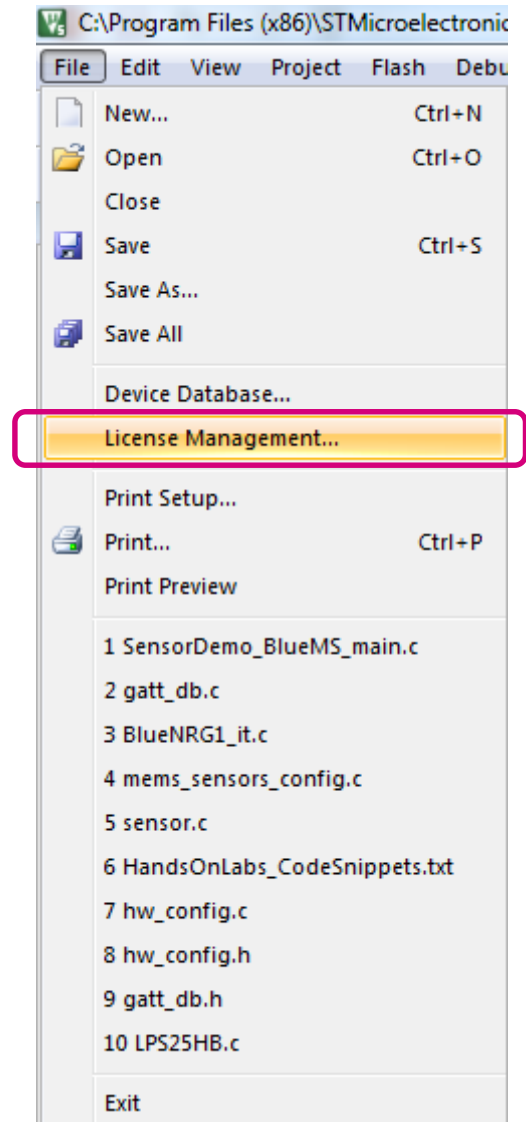 C:\Program Files (x86)\STMicroelectronic
File Edit View Project Flash Debu
New... Ctrl+N
Open Ctrl+O
Close
Save Ctrl+S
Save As...
Save All
Device Database...
License Management...
Print Setup...
Print... Ctrl+P
Print Preview
1 SensorDemo_BlueMS_main.c
2 gatt_db.c
3 BlueNRG1_it.c
4 mems_sensors_config.c
5 sensor.c
6 HandsOnLabs_CodeSnippets.txt
7 hw_config.c
8 hw_config.h
9 gatt_db.h
10 LPS25HB.c
Exit